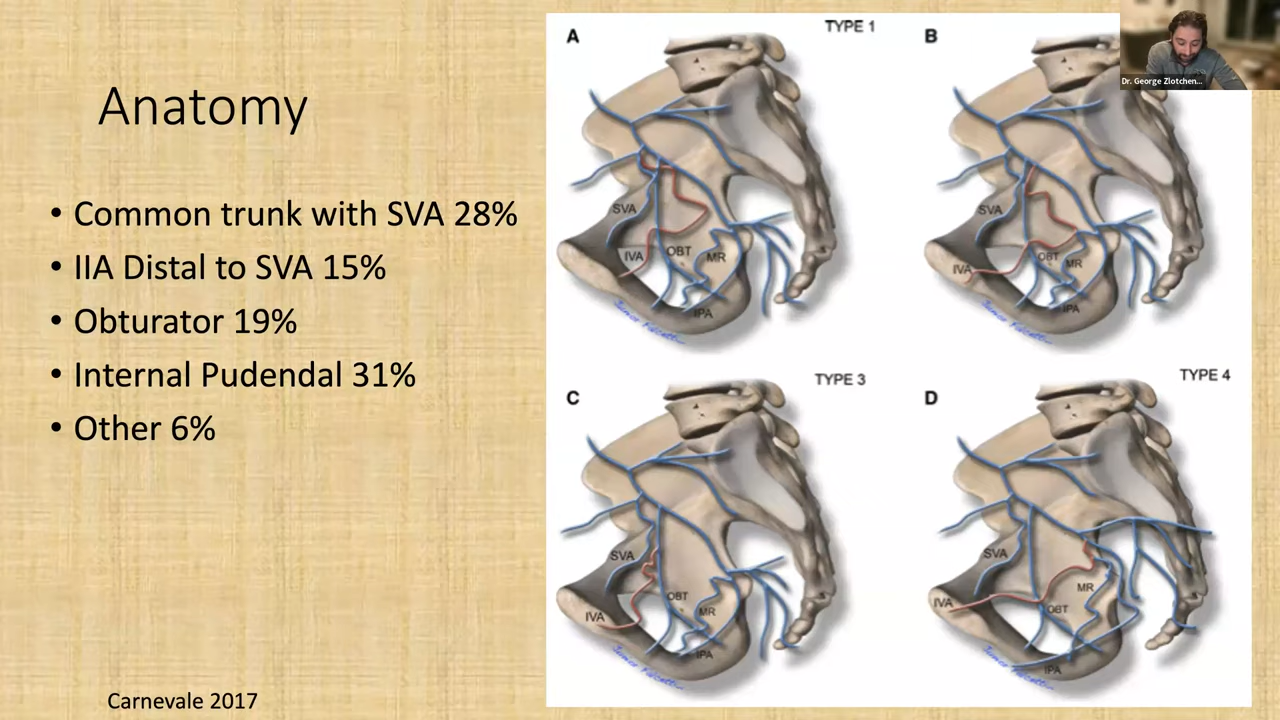 Anatomy
• Common trunk with SVA 28%
• IIA Distal to SVA 15%
• Obturator 19%
• Internal Pudendal 31%
• Other 6%
Carnevale 2017
A
TYPE 1
SVA
IVA
OBT
MR
IPA
B
SVA
IVA
OBT
MR
IPA
C
TYPE 3
SVA
IVA
OBT
MR
IPA
D
TYPE 4
SVA
IVA
MR
OBT
IPA
Dr. George Zlotchen...